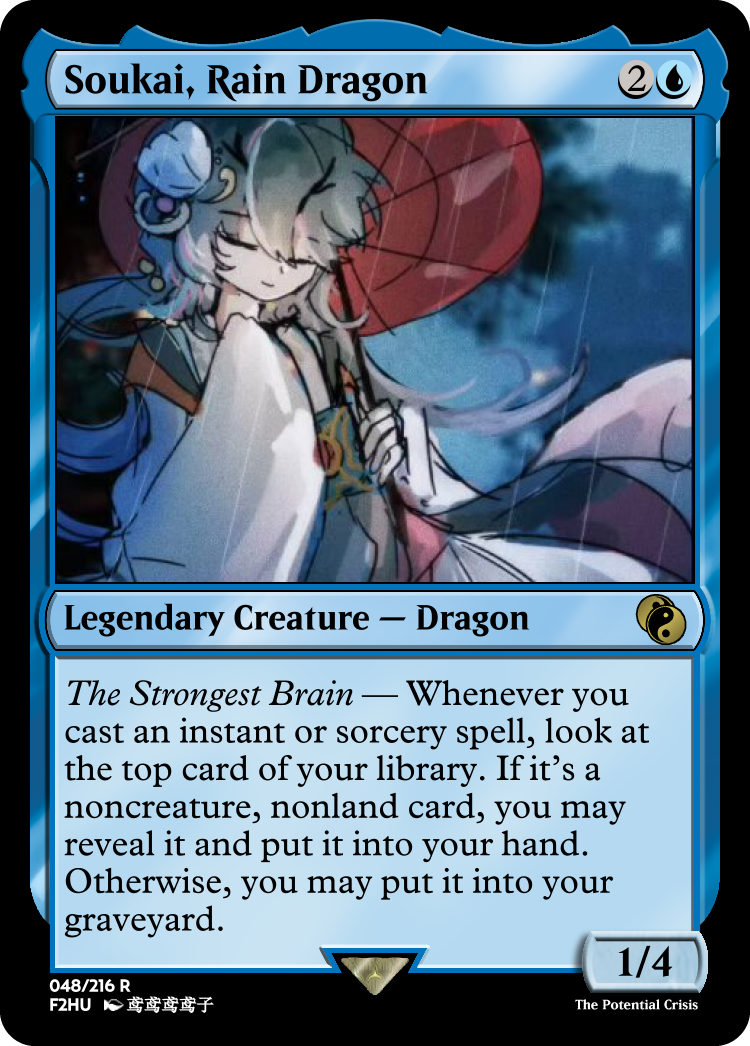 Soukai, Rain Dragon 2
Legendary Creature — Dragon
The Strongest Brain — Whenever you
cast an instant or sorcery spell, look at
the top card of your library. If it's a
noncreature, nonland card, you may
reveal it and put it into your hand.
Otherwise, you may put it into your
graveyard.
1/4
048/216 R
F2HU 鸢鸢鸢鸢子
The Potential Crisis